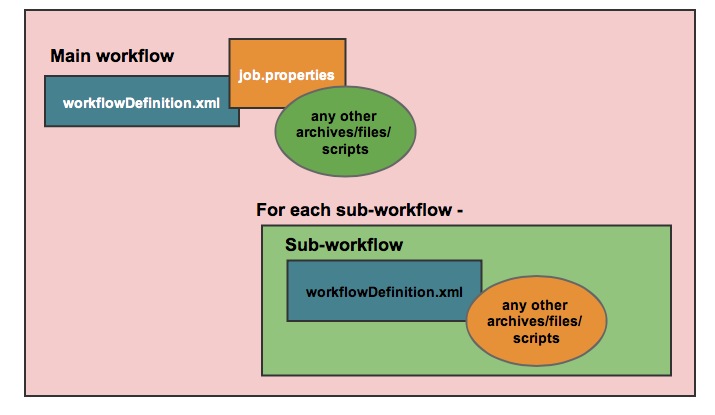 Main workflow
job.properties
workflowDefinition.xml
any other
archives/files/
scripts
For each sub-workflow -
Sub-workflow
workflowDefinition.xml
any other
archives/files/
scripts